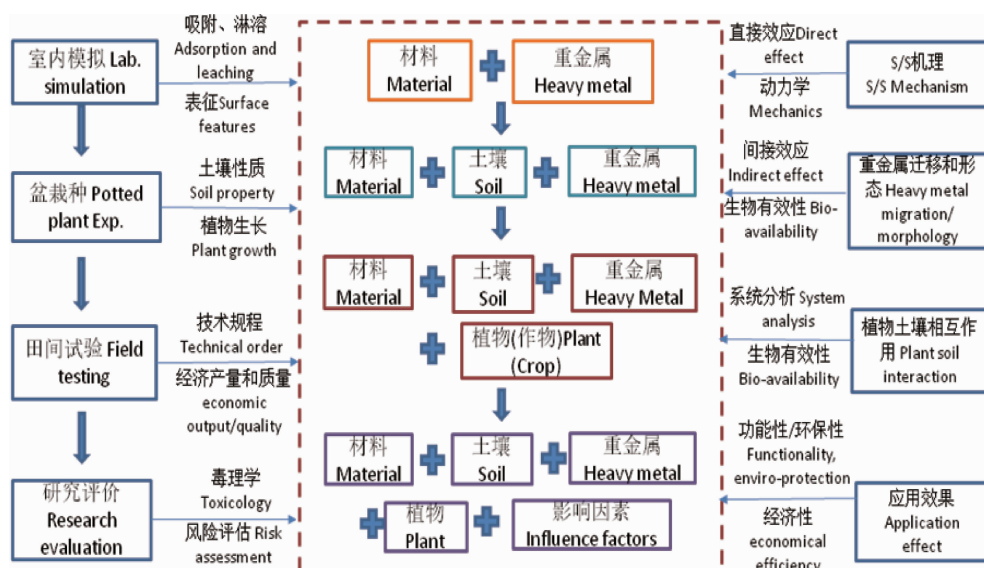 室内模拟 Lab.
simulation
盆栽种 Potted
plant Exp.
田间试验 Field
testing
研究评价
Research
evaluation
吸附、淋溶
Adsorption and
leaching
表征Surface
features
土壤性质
Soil property
植物生长
Plant growth
技术规程
Technical order
经济产量和质量
economic
output/quality
毒理学
Toxicology
风险评估 Risk
assessment
材料
Material
重金属
Heavy metal
材料
Material
土壤
Soil
重金属
Heavy metal
材料
Material
土壤
Soil
重金属
Heavy Metal
植物(作物)Plant
(Crop)
材料
Material
土壤
Soil
重金属
Heavy metal
植物
Plant
影响因素
Influence factors
直接效应Direct
effect
动力学
Mechanics
间接效应
Indirect effect
生物有效性 Bio-
availability
系统分析 System
analysis
生物有效性
Bio-availability
功能性/环保性
Functionality,
enviro-protection
经济性
economical
efficiency
S/S机理
S/S Mechanism
重金属迁移和形
态 Heavy metal
migration/
morphology
植物土壤相互作
用 Plant soil
interaction
应用效果
Application
effect